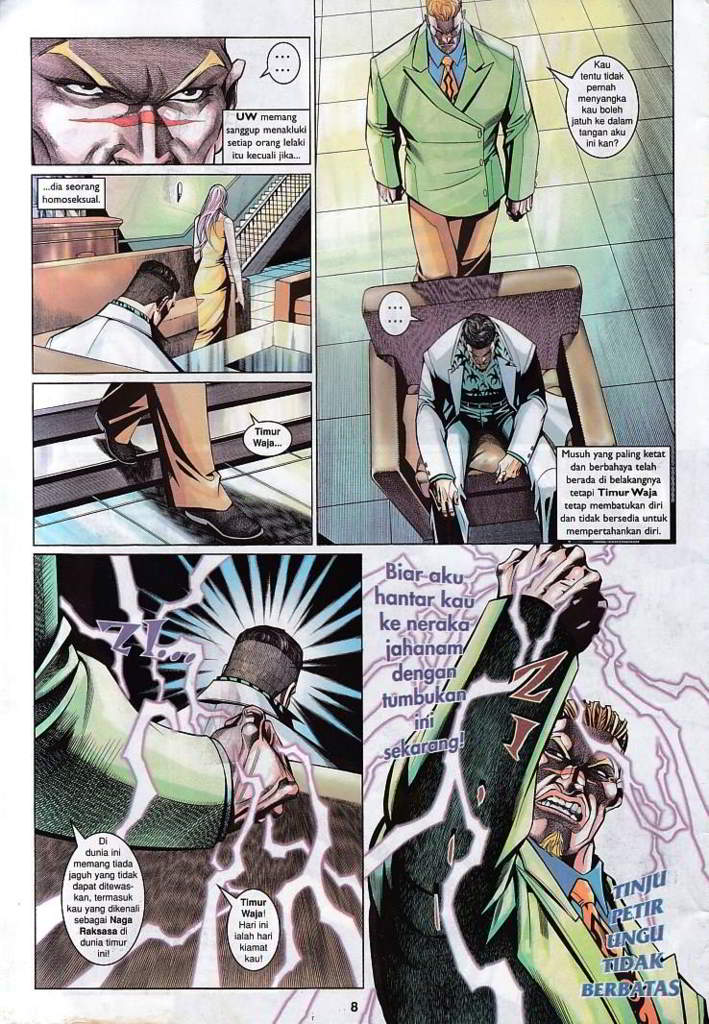 ...
...
UW memang
sanggup menakluki
setiap orang lelaki
itu kecuali jika...
...dia seorang
homoseksual.
!
Timur
Waja...
Kau
tentu tidak
pernah
menyangka
kau boleh
jatuh ke dalam
tangan aku
ini kan?
...
...
Musuh yang paling ketat
dan berbahaya telah
berada di belakangnya
tetapi Timur Waja
tetap membatukan diri
dan tidak bersedia untuk
mempertahankan diri.
ZI...
Di
dunia ini
memang tiada
jaguh yang tidak
dapat ditewas-
kan, termasuk
kau yang dikenali
sebagai Naga
Raksasa di
dunia timur
ini!
Timur
Waja!
Hari ini
ialah hari
kiamat
kau!
Biar aku
hantar kau
ke neraka
jahanam
dengan
tumbukan
ini
sekarang!
ZI
TINJU
PETIR
UNGU
TIDAK
BERBATAS
8